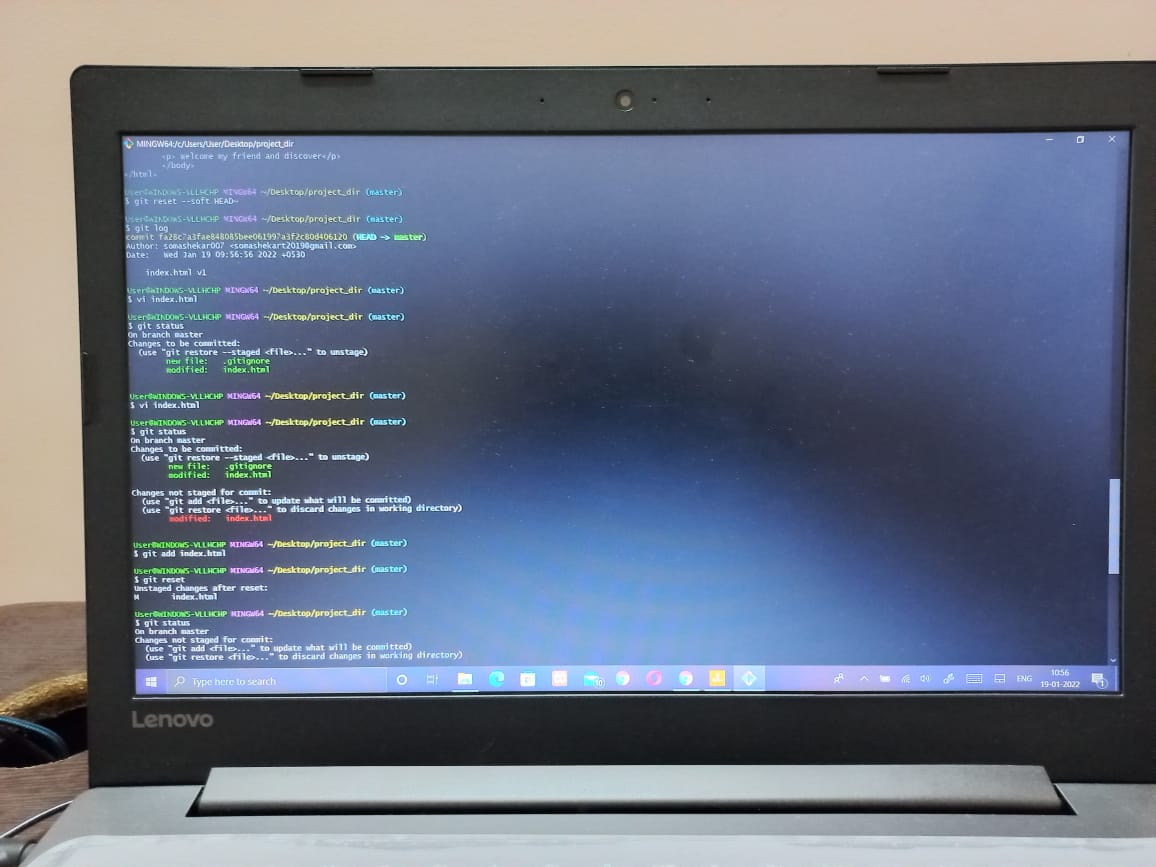 MINGW64:/c/Users/User/Desktop/project_dir
<p> welcome my friend and discover</p>
</body>
</html>
User@WINDOWS-VLLHCHP MINGW64 ~/Desktop/project_dir (master)
$ git reset --soft HEAD~
User@WINDOWS-VLLHCHP MINGW64 ~/Desktop/project_dir (master)
$ git log
commit fa28c7a3fae848085bee061997a3f2c80d406120 (HEAD -> master)
Author: somashekar007 <somashekart2019@gmail.com>
Date: Wed Jan 19 09:56:56 2022 +0530
index.html v1
User@WINDOWS-VLLHCHP MINGW64 ~/Desktop/project_dir (master)
$ vi index.html
User@WINDOWS-VLLHCHP MINGW64 ~/Desktop/project_dir (master)
$ git status
On branch master
Changes to be committed:
(use "git restore --staged <file>..." to unstage)
new file: .gitignore
modified: index.html
User@WINDOWS-VLLHCHP MINGW64 ~/Desktop/project_dir (master)
$ vi index.html
User@WINDOWS-VLLHCHP MINGW64 ~/Desktop/project_dir (master)
$ git status
On branch master
Changes to be committed:
(use "git restore --staged <file>..." to unstage)
new file: .gitignore
modified: index.html
Changes not staged for commit:
(use "git add <file>..." to update what will be committed)
(use "git restore <file>..." to discard changes in working directory)
modified: index.html
User@WINDOWS-VLLHCHP MINGW64 ~/Desktop/project_dir (master)
$ git add index.html
User@WINDOWS-VLLHCHP MINGW64 ~/Desktop/project_dir (master)
$ git reset
Unstaged changes after reset:
M index.html
User@WINDOWS-VLLHCHP MINGW64 ~/Desktop/project_dir (master)
$ git status
On branch master
Changes not staged for commit:
(use "git add <file>..." to update what will be committed)
(use "git restore <file>..." to discard changes in working directory)
Type here to search
ENG
10:56
19-01-2022
Lenovo